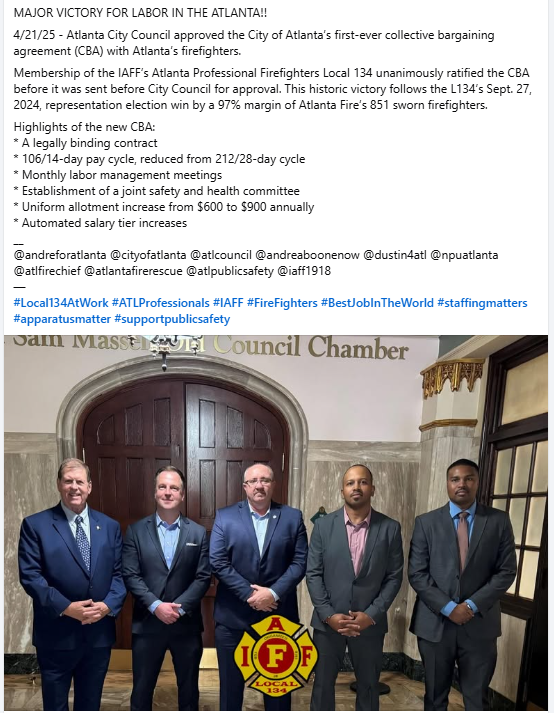 MAJOR VICTORY FOR LABOR IN THE ATLANTA!!
4/21/25 - Atlanta City Council approved the City of Atlanta's first-ever collective bargaining
agreement (CBA) with Atlanta's firefighters.
Membership of the IAFF's Atlanta Professional Firefighters Local 134 unanimously ratified the CBA
before it was sent before City Council for approval. This historic victory follows the L134's Sept. 27,
2024, representation election win by a 97% margin of Atlanta Fire's 851 sworn firefighters.
Highlights of the new CBA:
* A legally binding contract
* 106/14-day pay cycle, reduced from 212/28-day cycle
* Monthly labor management meetings
* Establishment of a joint safety and health committee
* Uniform allotment increase from $600 to $900 annually
* Automated salary tier increases
__
@andreforatlanta @cityofatlanta @atlcouncil @andreaboonenow @dustin4atl @npuatlanta
@atlfirechief @atlantafirerescue @atlpublicsafety @iaff1918
__
#Local134AtWork #ATLProfessionals #IAFF #FireFighters #BestJobInTheWorld #staffingmatters
#apparatusmatter #supportpublicsafety
Sam Council Chamber
A
I F F
LOCAL
134